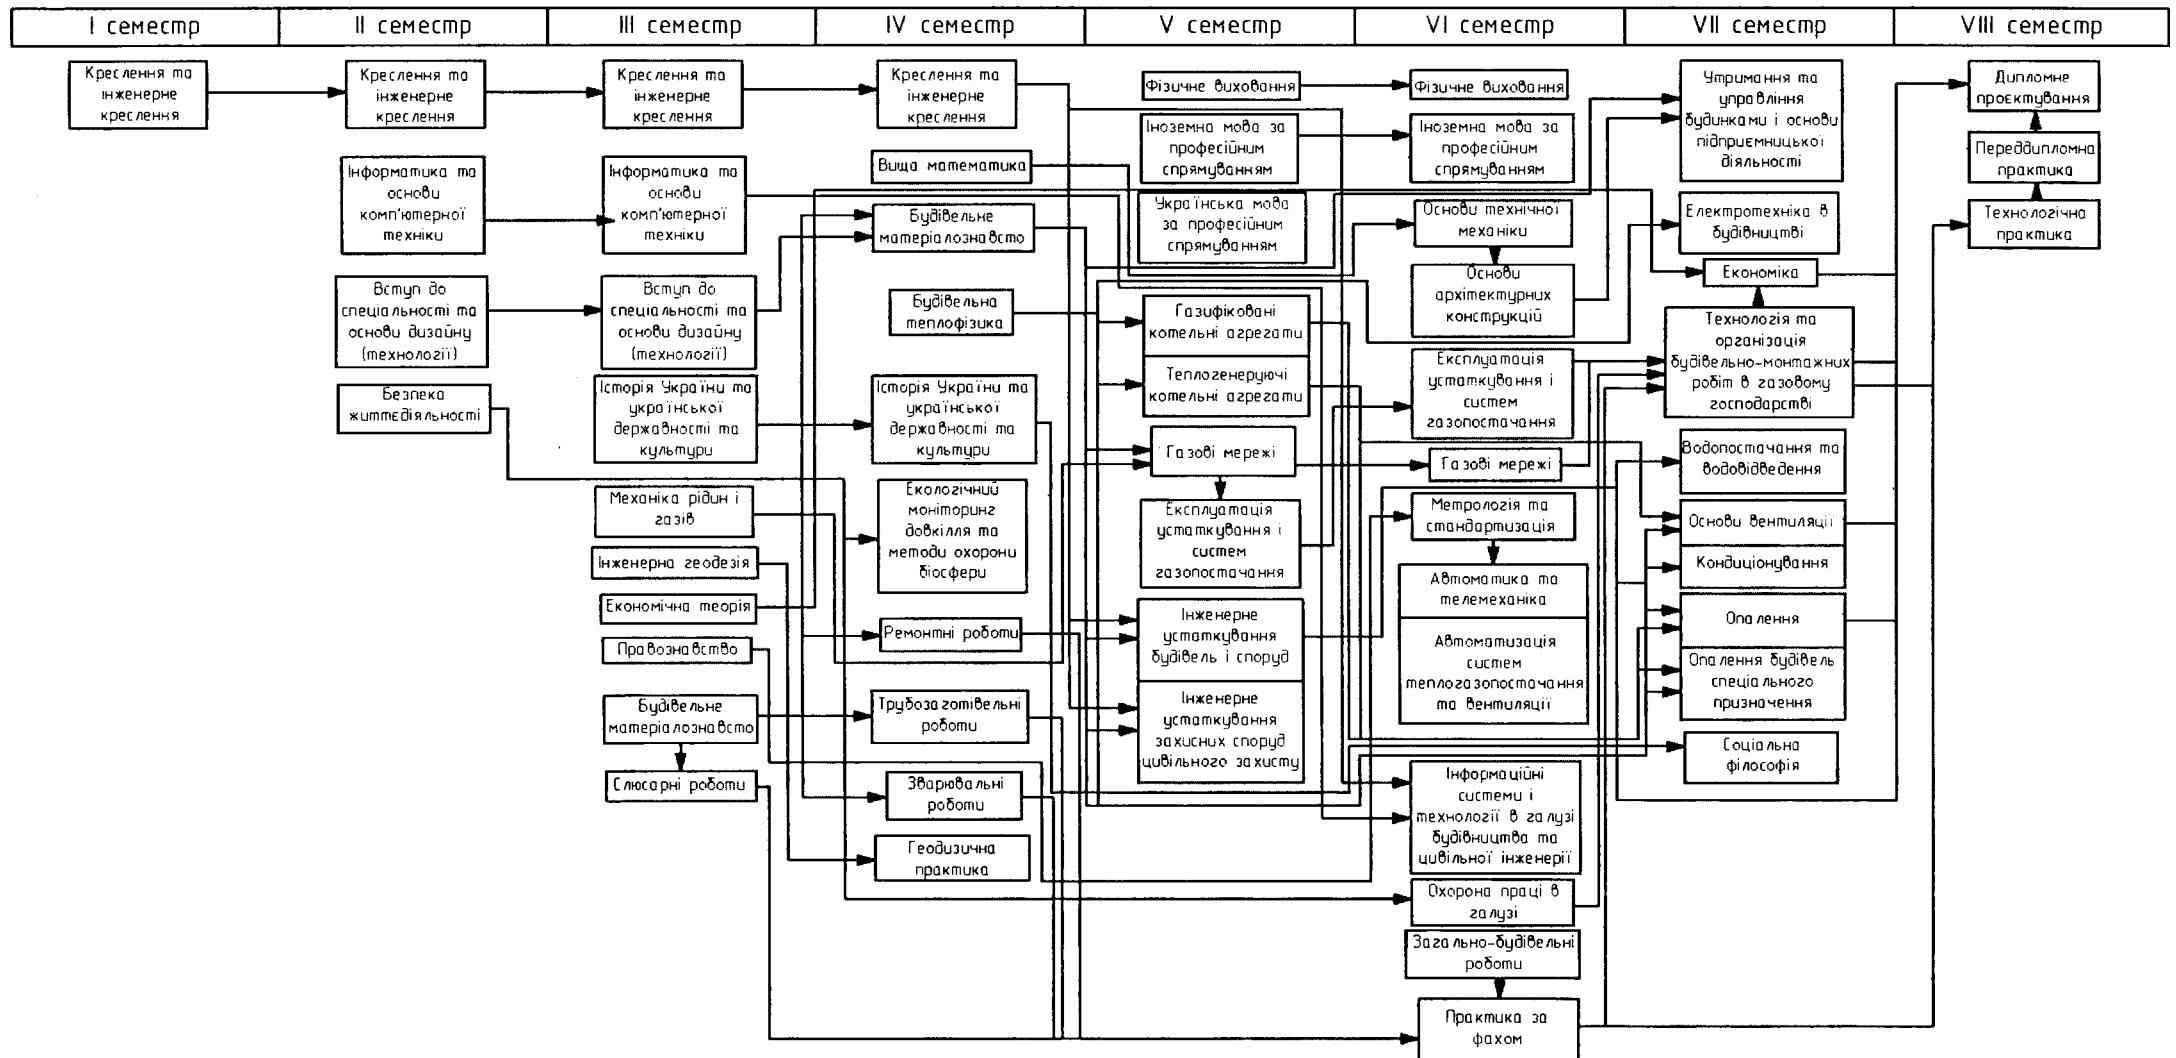 I семестр
II семестр
III семестр
IV семестр
V семестр
VI семестр
VII семестр
VIII семестр
Креслення та
інженерне
креслення
Креслення та
інженерне
креслення
Інформатика та
основи
комп'ютерної
техніки
Вступ до
спеціальності та
основи дизайну
(технології)
Безпека
життєдіяльності
Креслення та
інженерне
креслення
Інформатика та
основи
комп'ютерної
техніки
Вступ до
спеціальності та
основи дизайну
(технології)
Історія України та
української
державності та
культури
Механіка рідин і
газів
Інженерна геодезія
Економічна теорія
Правознавство
Будівельне
матеріалознавсто
Слюсарні роботи
Креслення та
інженерне
креслення
Вища математика
Будівельне
матеріалознавсто
Будівельна
теплофізика
Історія України та
української
державності та
культури
Екологічний
моніторинг
довкілля та
методи охорони
біосфери
Ремонтні роботи
Трубозаготівельні
роботи
Зварювальні
роботи
Геодизична
практика
Фізичне виховання
Іноземна мова за
професійним
спрямуванням
Українська мова
за професійним
спрямуванням
Газифіковані
котельні агрегати
Теплогенеруючі
котельні агрегати
Газові мережі
Експлуатація
устаткування і
систем
газопостачання
Інженерне
устаткування
будівель і споруд
Інженерне
устаткування
захисних споруд
цивільного захисту
Фізичне виховання
Іноземна мова за
професійним
спрямуванням
Основи технічної
механіки
Основи
архітектурних
конструкцій
Експлуатація
устаткування і
систем
газопостачання
Газові мережі
Метрологія та
стандартизація
Автоматика та
телемеханіка
Автоматизація
систем
теплогазопостачання
та вентиляції
Інформаційні
системи і
технології в галузі
будівництва та
цивільної інженерії
Охорона праці в
галузі
Загально-будівельні
роботи
Практика за
фахом
Утримання та
управління
будинками і основи
підприємницької
діяльності
Електротехніка в
будівництві
Економіка
Технологія та
організація
будівельно-монтажних
робіт в газовому
господарстві
Водопостачання та
водовідведення
Основи вентиляції
Кондиціонування
Опалення
Опалення будівель
спеціального
призначення
Соціальна
філософія
Дипломне
проєктування
Переддипломна
практика
Технологічна
практика